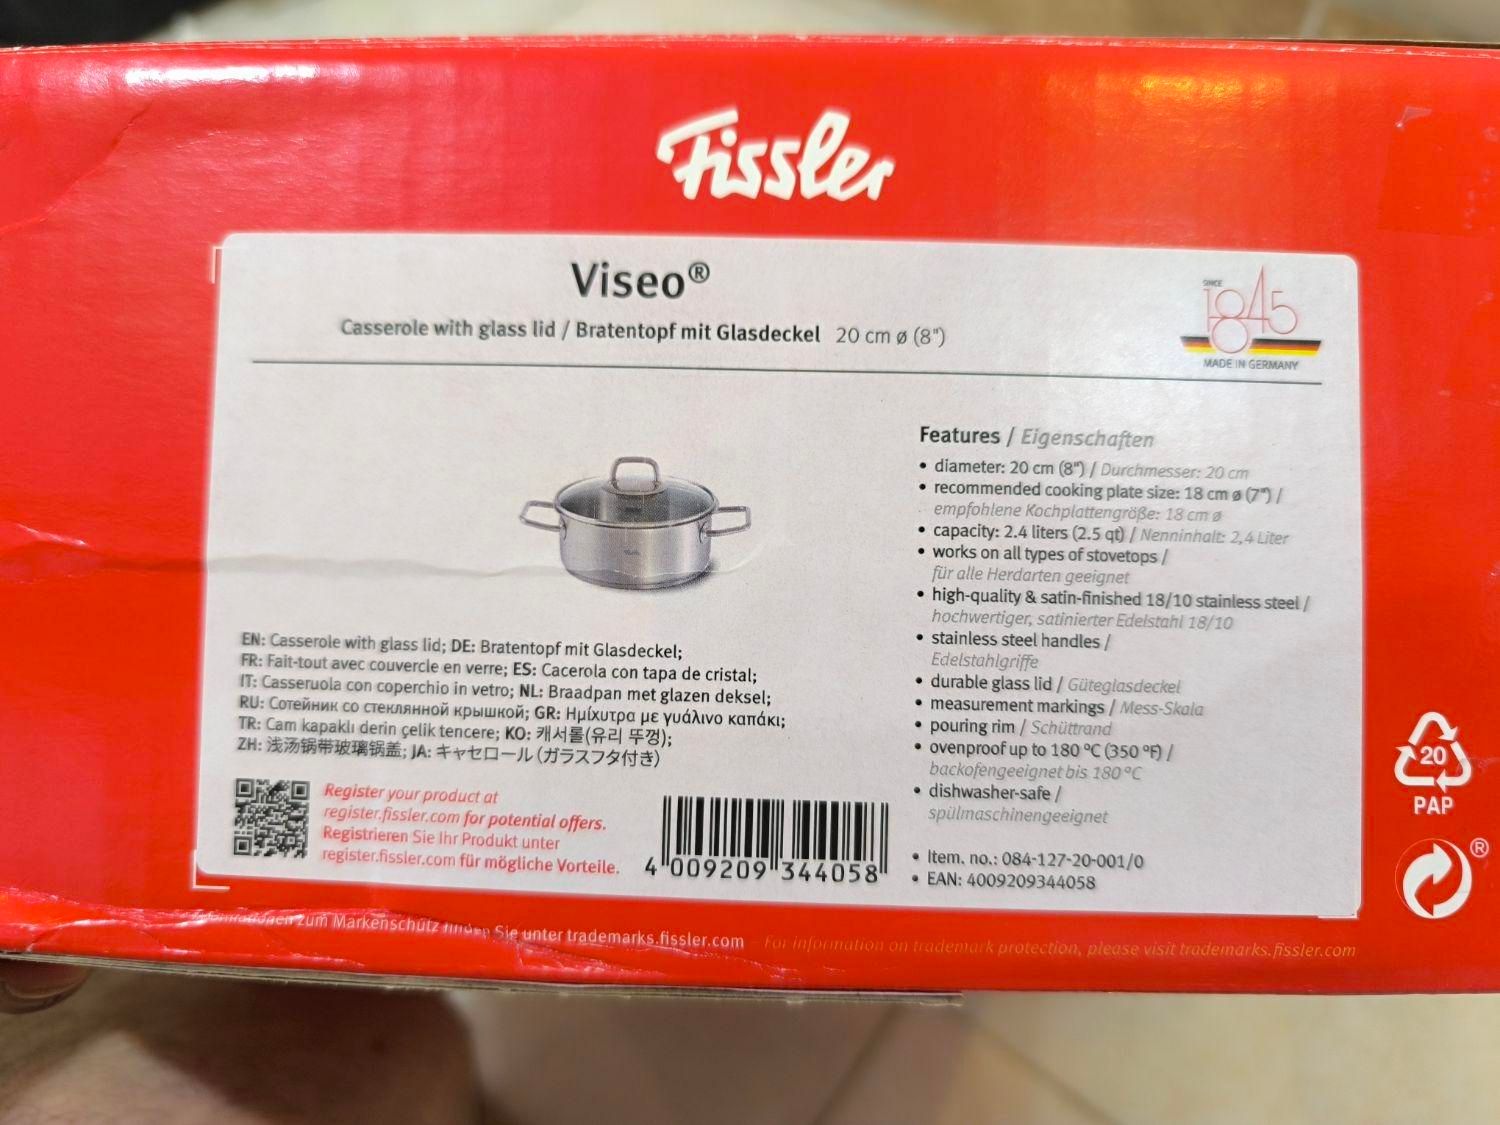 Fissler
Viseo®
Casserole with glass lid / Bratentopf mit Glasdeckel 20 cm ø (8")
SINCE
1845
MADE IN GERMANY
Features / Eigenschaften
• diameter: 20 cm (8") / Durchmesser: 20 cm
• recommended cooking plate size: 18 cm ø (7") /
empfohlene Kochplattengröße: 18 cm ø
• capacity: 2.4 liters (2.5 qt) / Nenninhalt: 2,4 Liter
• works on all types of stovetops /
für alle Herdarten geeignet
• high-quality & satin-finished 18/10 stainless steel /
hochwertiger, satinierter Edelstahl 18/10
• stainless steel handles /
Edelstahlgriffe
• durable glass lid / Güteglasdeckel
• measurement markings / Mess-Skala
• pouring rim / Schüttrand
• ovenproof up to 180 °C (350 °F) /
backofengeeignet bis 180 °C
• dishwasher-safe /
spülmaschinengeeignet
• Item. no.: 084-127-20-001/0
• EAN: 4009209344058
EN: Casserole with glass lid; DE: Bratentopf mit Glasdeckel;
FR: Fait-tout avec couvercle en verre; ES: Cacerola con tapa de cristal;
IT: Casseruola con coperchio in vetro; NL: Braadpan met glazen deksel;
RU: Сотейник со стеклянной крышкой; GR: Ημίχυτρα με γυάλινο καπάκι;
TR: Cam kapaklı derin çelik tencere; KO: 캐서롤(유리 뚜껑);
ZH: 浅汤锅带玻璃锅盖; JA: キャセロール(ガラスフタ付き)
Register your product at
register.fissler.com for potential offers.
Registrieren Sie Ihr Produkt unter
register.fissler.com für mögliche Vorteile.
4 009209 344058
20
PAP
®
zum Markenschutz finden Sie unter trademarks.fissler.com For information on trademark protection, please visit trademarks.fissler.com